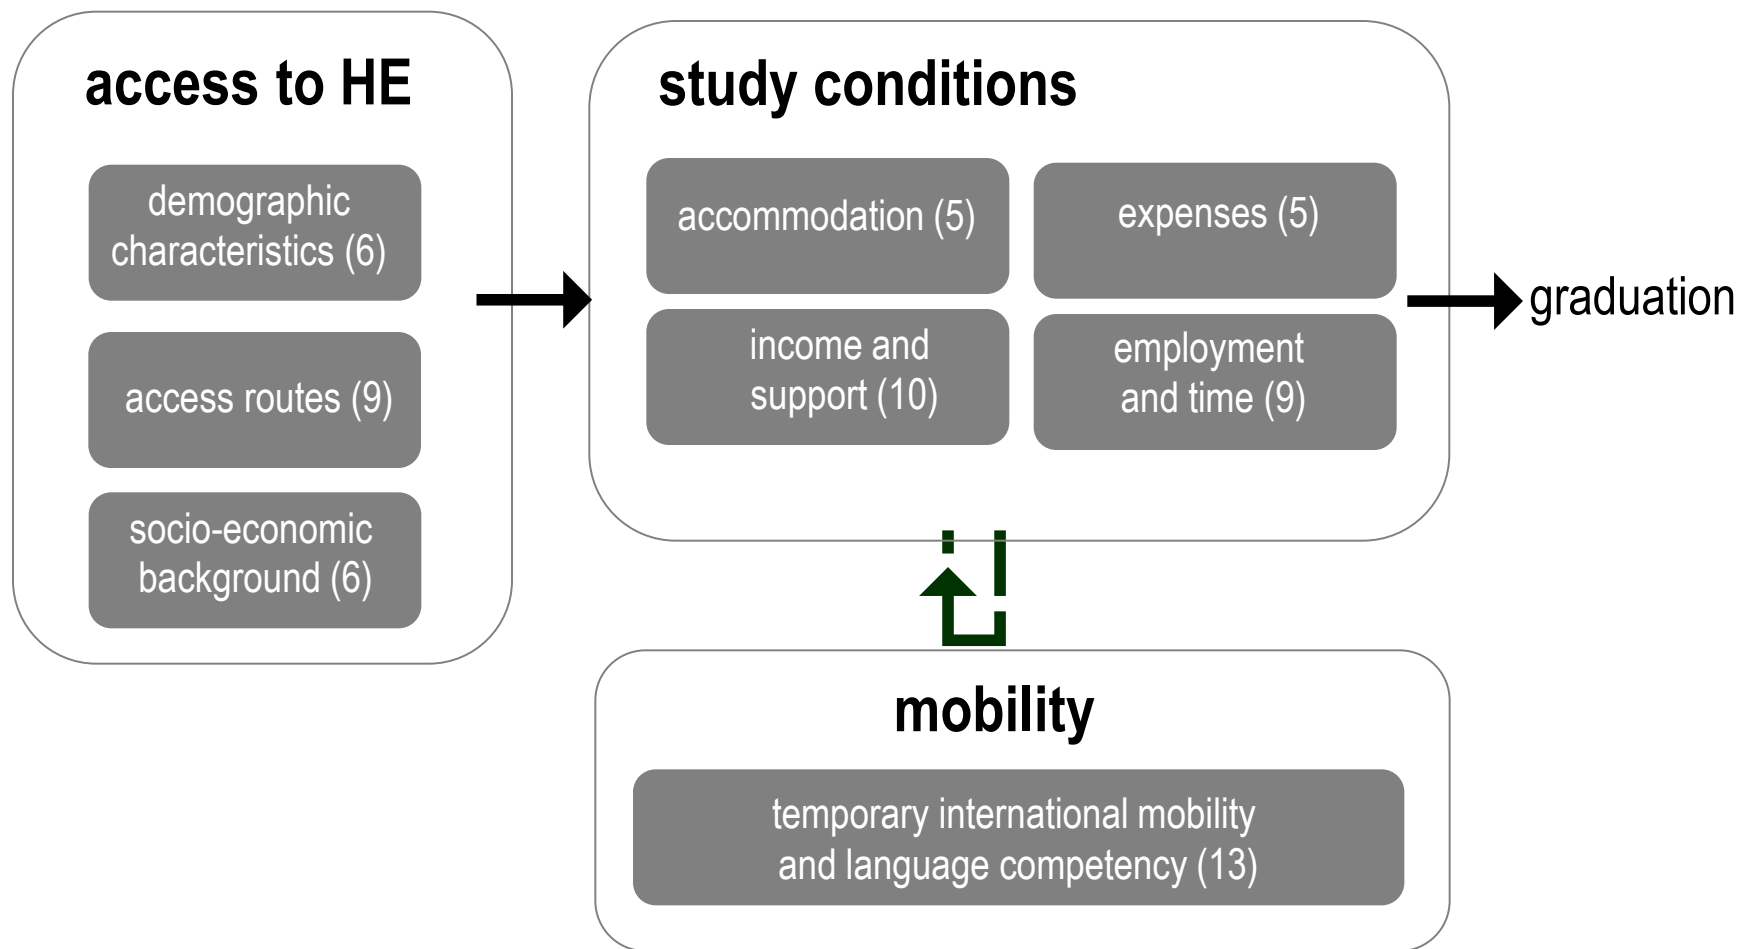 access to HE
demographic
characteristics (6)
access routes (9)
socio-economic
background (6)
study conditions
accommodation (5)
expenses (5)
income and
support (10)
employment
and time (9)
graduation
mobility
temporary international mobility
and language competency (13)